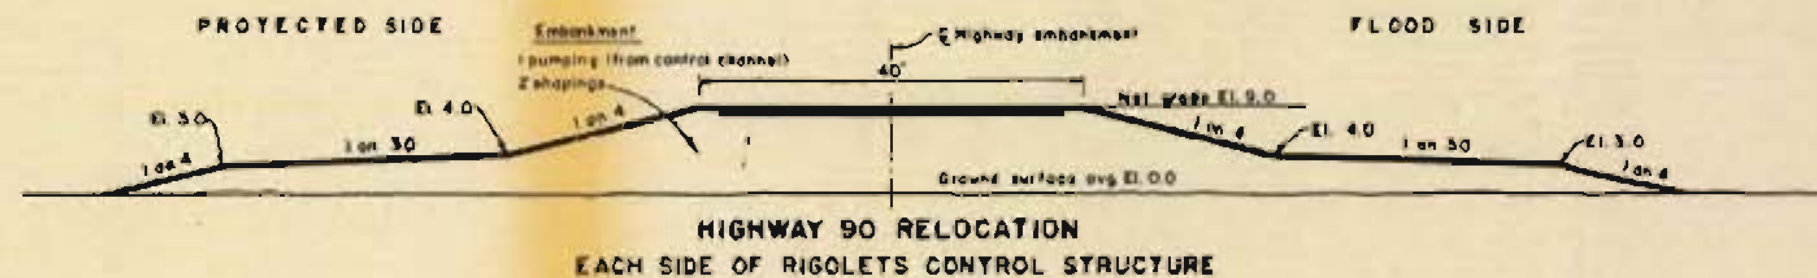 PROTECTED SIDE
FLOOD SIDE
Embankment
1 pumping (from control channel)
2 shapings
℄ Highway embankment
40'
Net grade El. 9.0
El. 3.0
El. 4.0
1 on 4
1 on 30
1 on 4
1 on 4
El. 4.0
1 on 30
El. 3.0
1 on 4
Ground surface avg El. 0.0
HIGHWAY 90 RELOCATION
EACH SIDE OF RIGOLETS CONTROL STRUCTURE